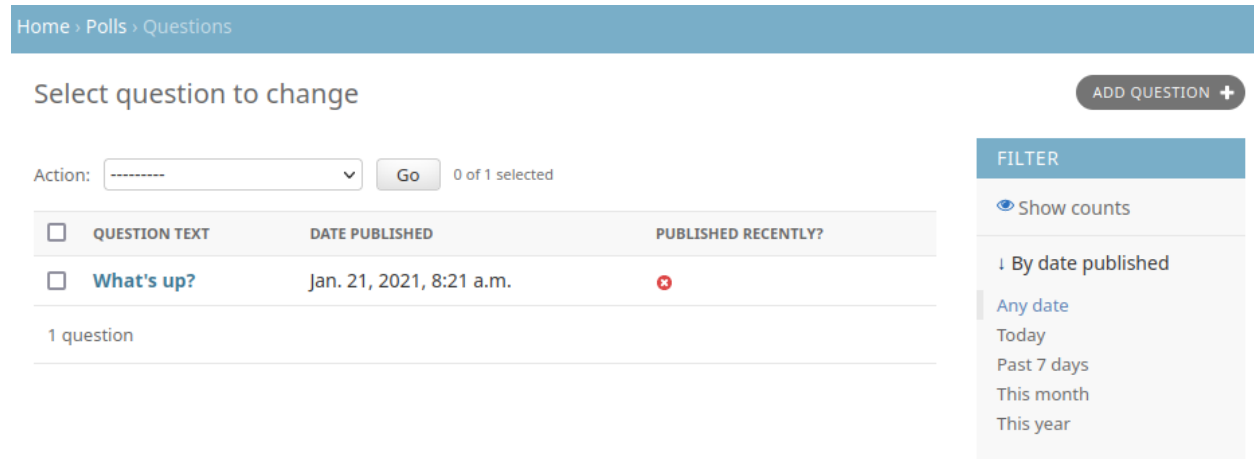 Home › Polls › Questions
Select question to change
ADD QUESTION +
Action: --------- Go 0 of 1 selected
QUESTION TEXT DATE PUBLISHED PUBLISHED RECENTLY?
What's up? Jan. 21, 2021, 8:21 a.m.
1 question
FILTER
Show counts
↓ By date published
Any date
Today
Past 7 days
This month
This year